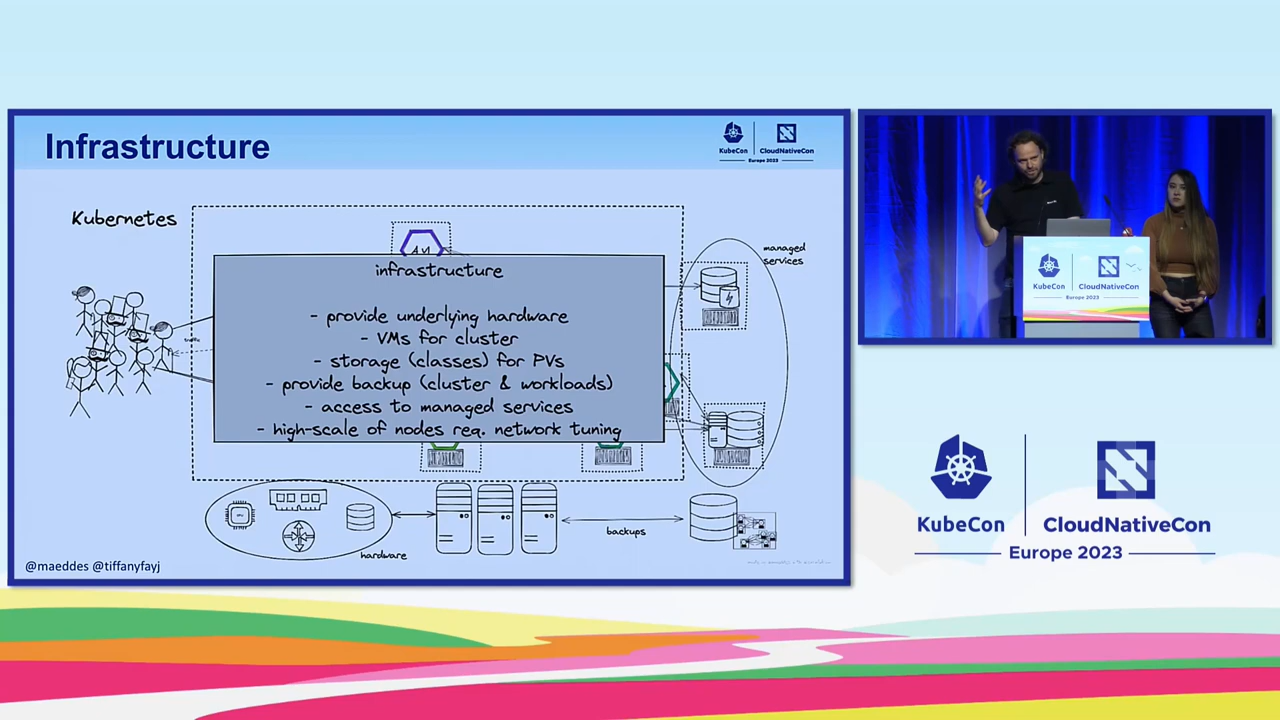 Infrastructure
KubeCon
CloudNativeCon
Europe 2023
Kubernetes
managed
services
infrastructure
- provide underlying hardware
- VMs for cluster
- storage (classes) for PVs
- provide backup (cluster & workloads)
- access to managed services
- high-scale of nodes req. network tuning
hardware
backups
@maeddes @tiffanyfayj
KubeCon
CloudNativeCon
Europe 2023
KubeCon
CloudNativeCon
Europe 2023